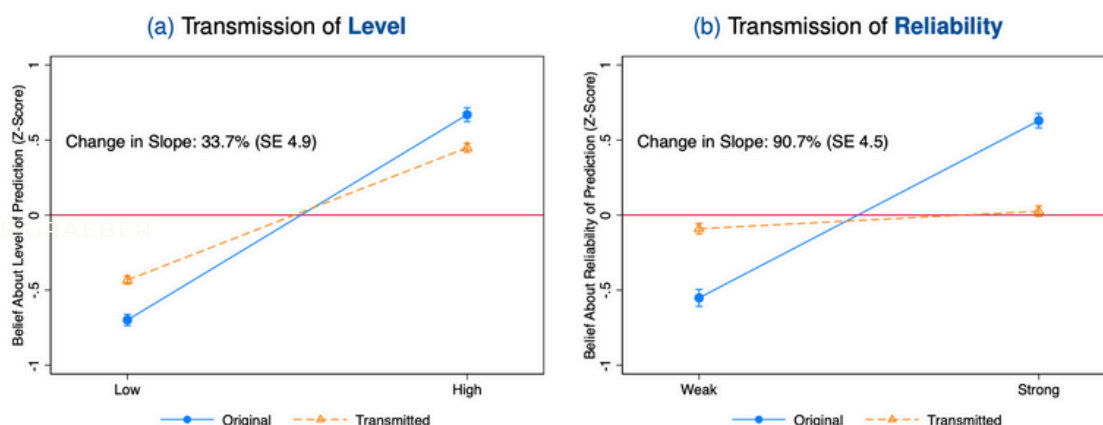 (a) Transmission of Level
Belief About Level of Prediction (Z-Score)
1
.5
0
-.5
-1
Change in Slope: 33.7% (SE 4.9)
Low
High
Original
Transmitted
(b) Transmission of Reliability
Belief About Reliability of Prediction (Z-Score)
1
.5
0
-.5
-1
Change in Slope: 90.7% (SE 4.5)
Weak
Strong
Original
Transmitted
GRAEBER